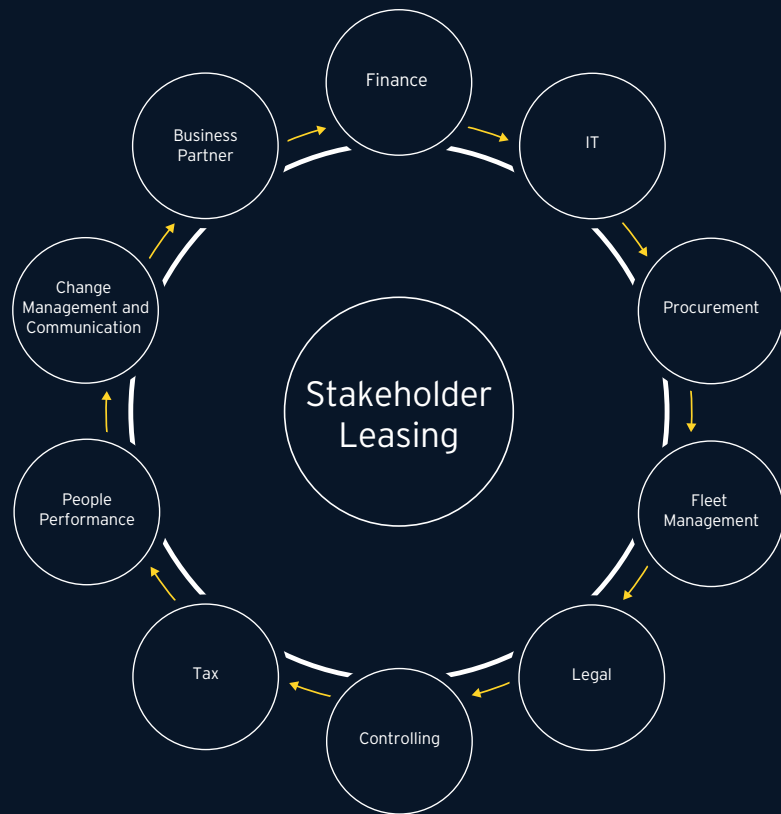 Finance
IT
Procurement
Fleet
Management
Legal
Controlling
Tax
People
Performance
Change
Management and
Communication
Business
Partner
Stakeholder
Leasing